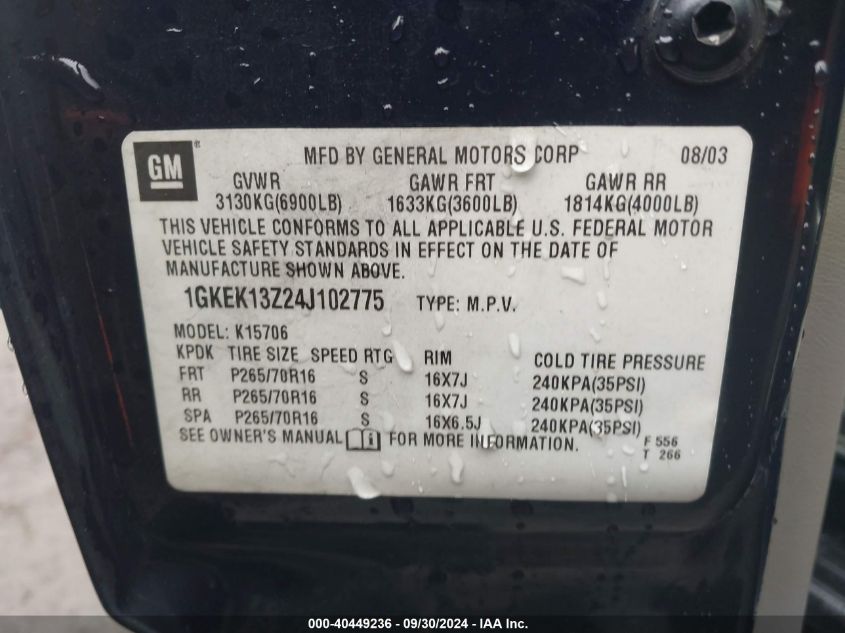 GM®
MFD BY GENERAL MOTORS CORP 08/03
GVWR GAWR FRT GAWR RR
3130KG(6900LB) 1633KG(3600LB) 1814KG(4000LB)
THIS VEHICLE CONFORMS TO ALL APPLICABLE U.S. FEDERAL MOTOR
VEHICLE SAFETY STANDARDS IN EFFECT ON THE DATE OF
MANUFACTURE SHOWN ABOVE.
1GKEK13Z24J102775 TYPE: M.P.V.
MODEL: K15706
KPDK TIRE SIZE SPEED RTG RIM COLD TIRE PRESSURE
FRT P265/70R16 S 16X7J 240KPA(35PSI)
RR P265/70R16 S 16X7J 240KPA(35PSI)
SPA P265/70R16 S 16X6.5J 240KPA(35PSI)
SEE OWNER'S MANUAL i FOR MORE INFORMATION. F 556
T 266
000-40449236 - 09/30/2024 - IAA Inc.